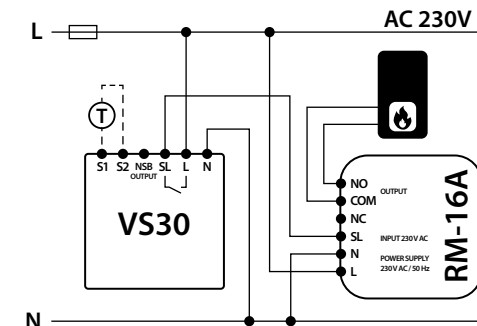 L
AC 230V
T
S1 S2 NSB SL L N
OUTPUT
VS30
NO
OUTPUT
COM
NC
SL
INPUT 230V AC
N
POWER SUPPLY
230V AC / 50 Hz
L
RM-16A
N